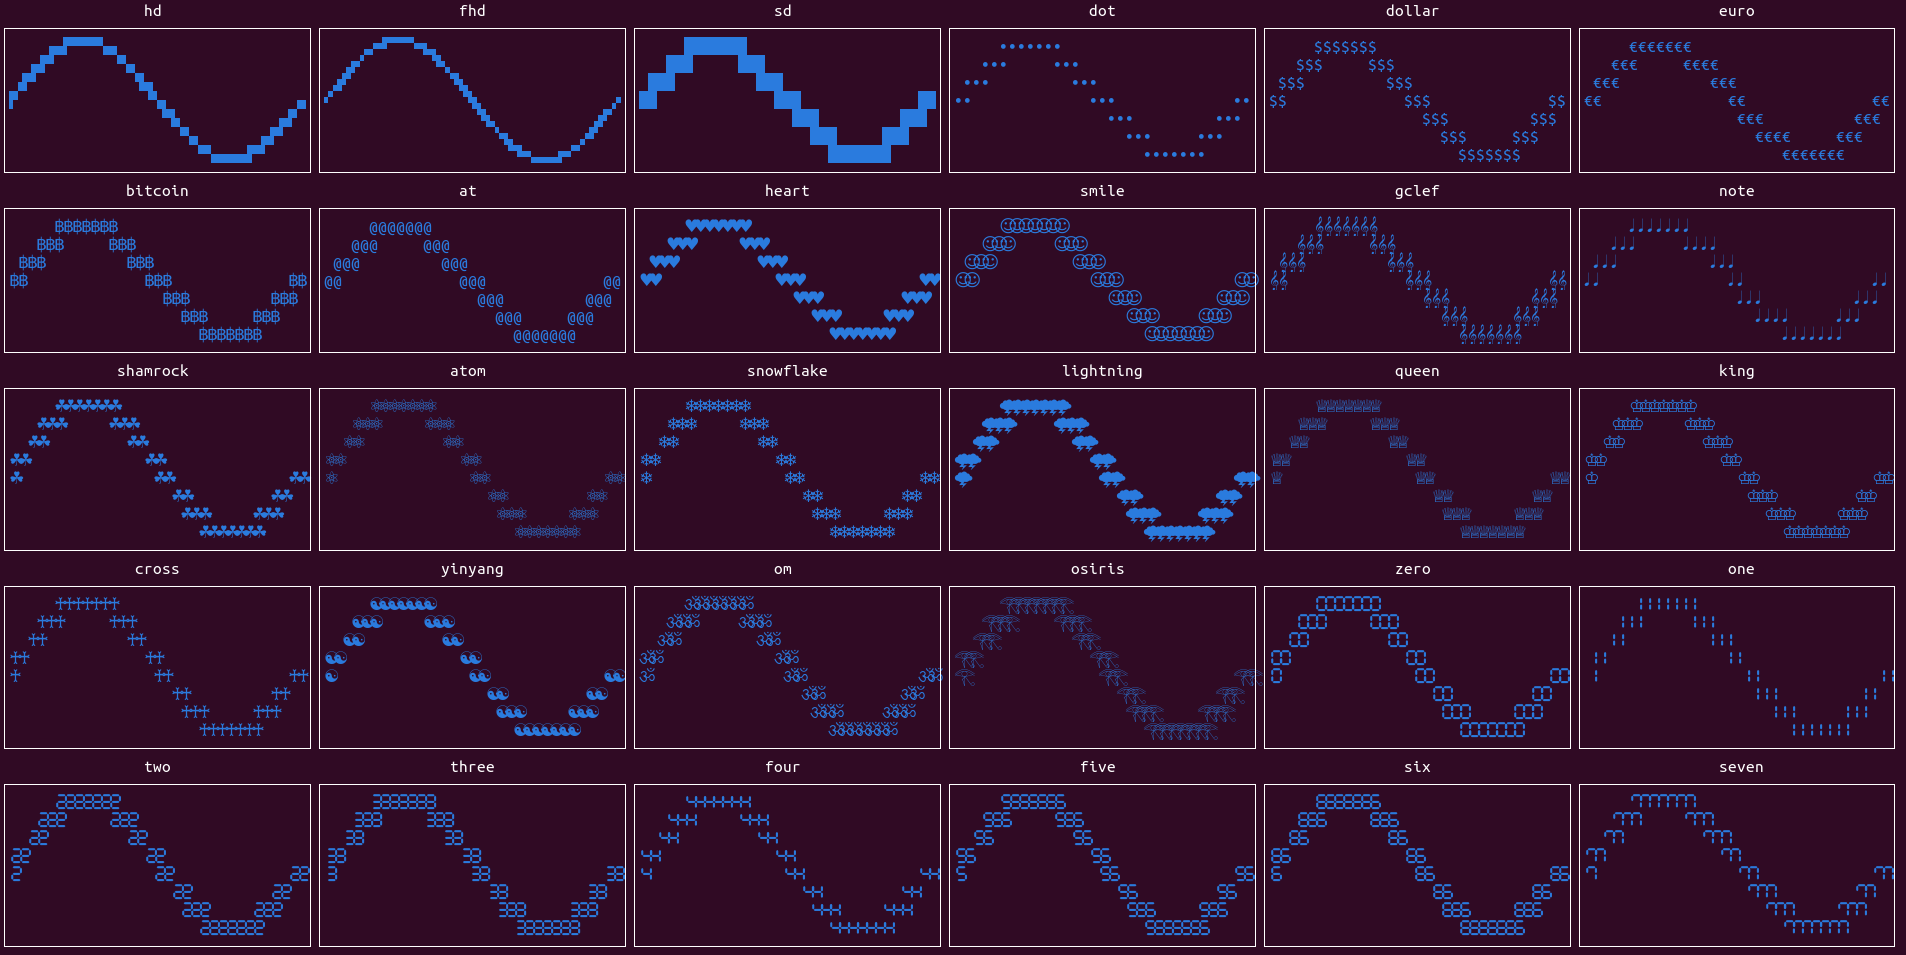 hd fhd sd dot dollar euro
bitcoin at heart smile gclef note
shamrock atom snowflake lightning queen king
cross yinyang om osiris zero one
two three four five six seven